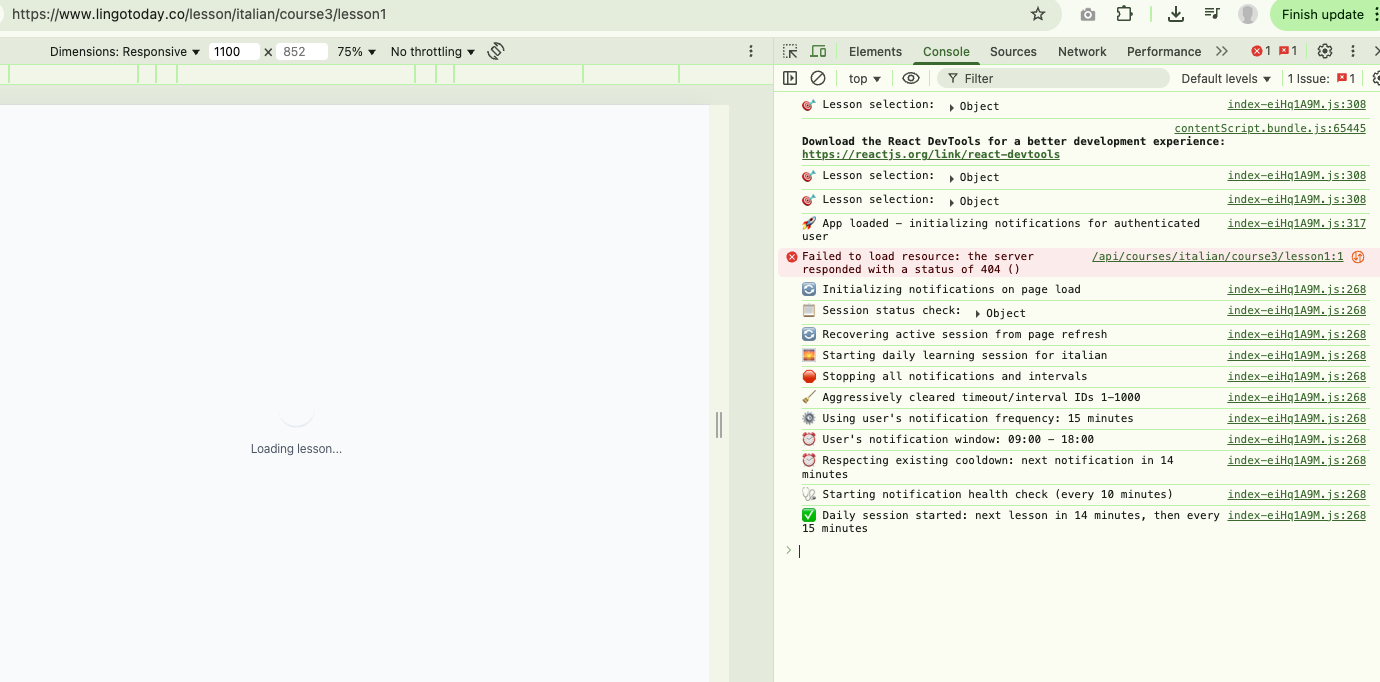 https://www.lingotoday.co/lesson/italian/course3/lesson1
Finish update
Dimensions: Responsive 1100 × 852 75% No throttling
Elements Console Sources Network Performance 1 1
top Filter Default levels 1 Issue: 1
Lesson selection: Object index-eiHq1A9M.js:308
contentScript.bundle.js:65445
Download the React DevTools for a better development experience:
https://reactjs.org/link/react-devtools
Lesson selection: Object index-eiHq1A9M.js:308
Lesson selection: Object index-eiHq1A9M.js:308
App loaded - initializing notifications for authenticated index-eiHq1A9M.js:317
user
Failed to load resource: the server /api/courses/italian/course3/lesson1:1
responded with a status of 404 ()
Initializing notifications on page load index-eiHq1A9M.js:268
Session status check: Object index-eiHq1A9M.js:268
Recovering active session from page refresh index-eiHq1A9M.js:268
Starting daily learning session for italian index-eiHq1A9M.js:268
Stopping all notifications and intervals index-eiHq1A9M.js:268
Aggressively cleared timeout/interval IDs 1-1000 index-eiHq1A9M.js:268
Using user's notification frequency: 15 minutes index-eiHq1A9M.js:268
User's notification window: 09:00 - 18:00 index-eiHq1A9M.js:268
Respecting existing cooldown: next notification in 14 index-eiHq1A9M.js:268
minutes
Starting notification health check (every 10 minutes) index-eiHq1A9M.js:268
Daily session started: next lesson in 14 minutes, then every index-eiHq1A9M.js:268
15 minutes
Loading lesson...